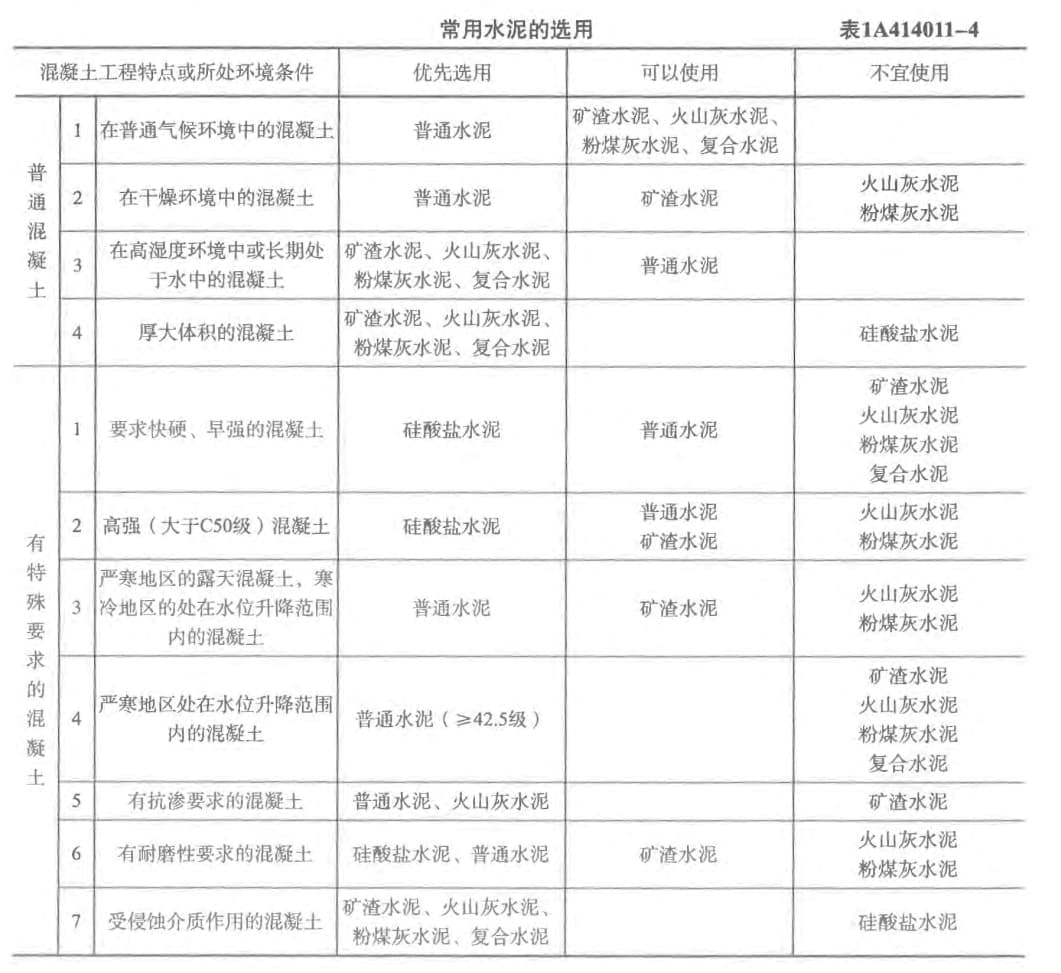 常用水泥的选用 表1A414011-4
混凝土工程特点或所处环境条件 优先选用 可以使用 不宜使用
普通混凝土
1 在普通气候环境中的混凝土 普通水泥 矿渣水泥、火山灰水泥、
粉煤灰水泥、复合水泥
2 在干燥环境中的混凝土 普通水泥 矿渣水泥 火山灰水泥
粉煤灰水泥
3 在高湿度环境中或长期处
于水中的混凝土 矿渣水泥、火山灰水泥、
粉煤灰水泥、复合水泥 普通水泥
4 厚大体积的混凝土 矿渣水泥、火山灰水泥、
粉煤灰水泥、复合水泥 硅酸盐水泥
有特殊要求的混凝土
1 要求快硬、早强的混凝土 硅酸盐水泥 普通水泥 矿渣水泥
火山灰水泥
粉煤灰水泥
复合水泥
2 高强（大于C50级）混凝土 硅酸盐水泥 普通水泥
矿渣水泥 火山灰水泥
粉煤灰水泥
3 严寒地区的露天混凝土，寒
冷地区的处在水位升降范围
内的混凝土 普通水泥 矿渣水泥 火山灰水泥
粉煤灰水泥
4 严寒地区处在水位升降范围
内的混凝土 普通水泥（≥42.5级） 矿渣水泥
火山灰水泥
粉煤灰水泥
复合水泥
5 有抗渗要求的混凝土 普通水泥、火山灰水泥 矿渣水泥
6 有耐磨性要求的混凝土 硅酸盐水泥、普通水泥 矿渣水泥 火山灰水泥
粉煤灰水泥
7 受侵蚀介质作用的混凝土 矿渣水泥、火山灰水泥、
粉煤灰水泥、复合水泥 硅酸盐水泥